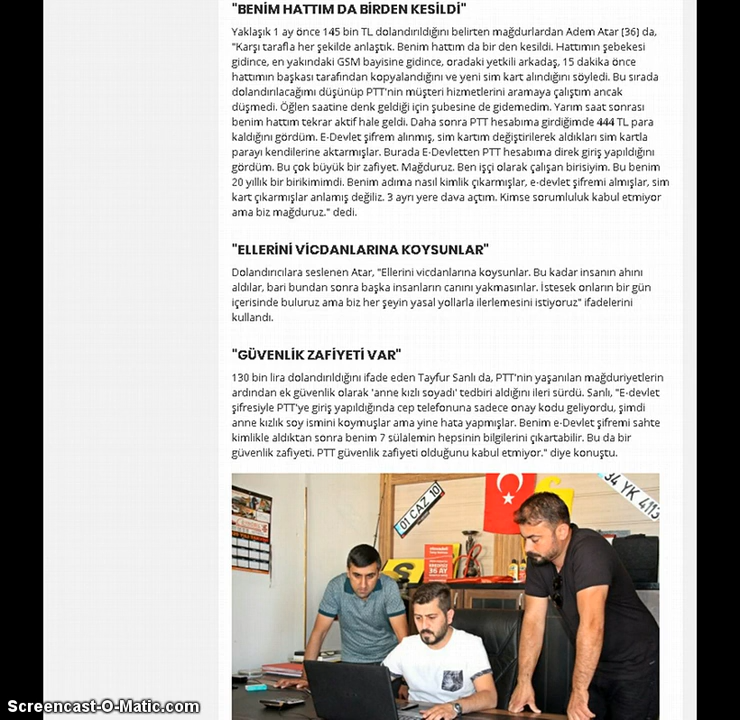 "BENİM HATTIM DA BİRDEN KESİLDİ"
Yaklaşık 1 ay önce 145 bin TL dolandırıldığını belirten mağdurlardan Adem Atar (36) da,
"Karşı tarafla her şekilde anlaştık. Benim hattım da bir den kesildi. Hattımın şebekesi
gidince, en yakındaki GSM bayisine gidince, oradaki yetkili arkadaş, 15 dakika önce
hattımın başkası tarafından kopyalandığını ve yeni sim kart alındığını söyledi. Bu sırada
dolandırılacağımı düşünüp PTT'nin müşteri hizmetlerini aramaya çalıştım ancak
düşmedi. Öğlen saatine denk geldiği için şubesine de gidemedim. Yarım saat sonrası
benim hattım tekrar aktif hale geldi. Daha sonra PTT hesabıma girdiğimde 444 TL para
kaldığını gördüm. E-Devlet şifrem alınmış, sim kartım değiştirilerek aldıkları sim kartla
parayı kendilerine aktarmışlar. Burada E-Devletten PTT hesabıma direk giriş yapıldığını
gördüm. Bu çok büyük bir zafiyet. Mağduruz. Ben işçi olarak çalışan birisiyim. Bu benim
20 yıllık bir birikimimdi. Benim adıma nasıl kimlik çıkarmışlar, e-devlet şifremi almışlar, sim
kart çıkarmışlar anlamış değiliz. 3 ayrı yere dava açtım. Kimse sorumluluk kabul etmiyor
ama biz mağduruz." dedi.
"ELLERİNİ VİCDANLARINA KOYSUNLAR"
Dolandırıcılara seslenen Atar, "Ellerini vicdanlarına koysunlar. Bu kadar insanın ahını
aldılar, bari bundan sonra başka insanların canını yakmasınlar. İstesek onların bir gün
içerisinde buluruz ama biz her şeyin yasal yollarla ilerlemesini istiyoruz" ifadelerini
kullandı.
"GÜVENLİK ZAFİYETİ VAR"
130 bin lira dolandırıldığını ifade eden Tayfur Sanlı da, PTT'nin yaşanılan mağduriyetlerin
ardından ek güvenlik olarak 'anne kızlı soyadı' tedbiri aldığını ileri sürdü. Sanlı, "E-devlet
şifresiyle PTT'ye giriş yapıldığında cep telefonuna sadece onay kodu geliyordu, şimdi
anne kızlık soy ismini koymuşlar ama yine hata yapmışlar. Benim e-Devlet şifremi sahte
kimlikle aldıktan sonra benim 7 sülalemin hepsinin bilgilerini çıkartabilir. Bu da bir
güvenlik zafiyeti. PTT güvenlik zafiyeti olduğunu kabul etmiyor." diye konuştu.
01 CAZ 10
34 YK 4113
36 AY
Screencast-O-Matic.com